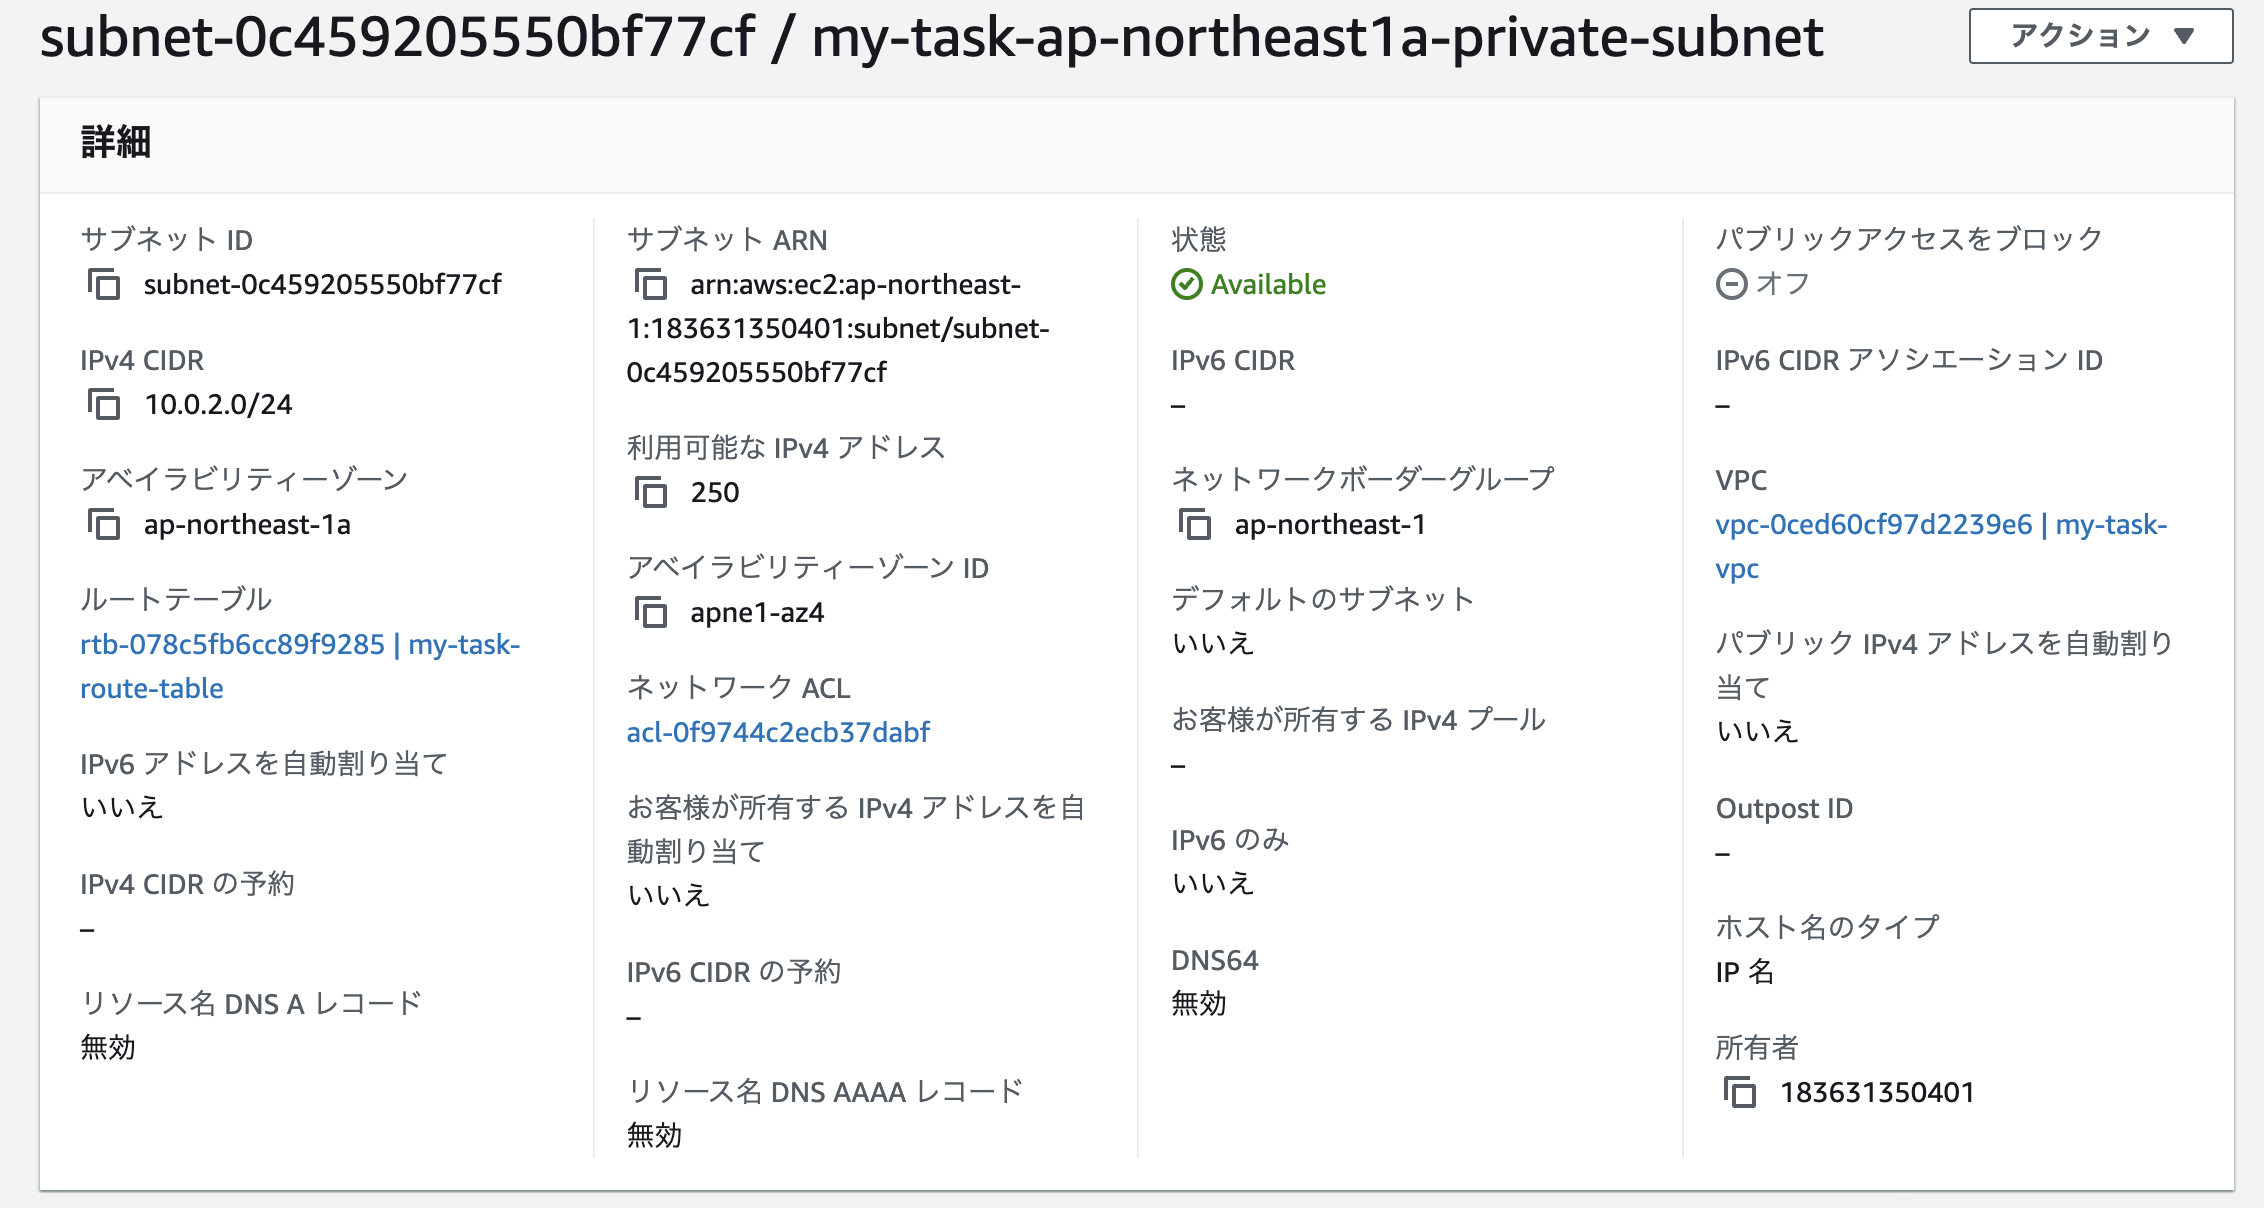 subnet-0c459205550bf77cf / my-task-ap-northeast1a-private-subnet
アクション ▼
詳細
サブネット ID
subnet-0c459205550bf77cf
IPv4 CIDR
10.0.2.0/24
アベイラビリティーゾーン
ap-northeast-1a
ルートテーブル
rtb-078c5fb6cc89f9285 | my-task-
route-table
IPv6 アドレスを自動割り当て
いいえ
IPv4 CIDR の予約
–
リソース名 DNS A レコード
無効
サブネット ARN
arn:aws:ec2:ap-northeast-
1:183631350401:subnet/subnet-
0c459205550bf77cf
利用可能な IPv4 アドレス
250
アベイラビリティーゾーン ID
apne1-az4
ネットワーク ACL
acl-0f9744c2ecb37dabf
お客様が所有する IPv4 アドレスを自
動割り当て
いいえ
IPv6 CIDR の予約
–
リソース名 DNS AAAA レコード
無効
状態
Available
IPv6 CIDR
–
ネットワークボーダーグループ
ap-northeast-1
デフォルトのサブネット
いいえ
お客様が所有する IPv4 プール
–
IPv6 のみ
いいえ
DNS64
無効
パブリックアクセスをブロック
オフ
IPv6 CIDR アソシエーション ID
–
VPC
vpc-0ced60cf97d2239e6 | my-task-
vpc
パブリック IPv4 アドレスを自動割り
当て
いいえ
Outpost ID
–
ホスト名のタイプ
IP 名
所有者
183631350401